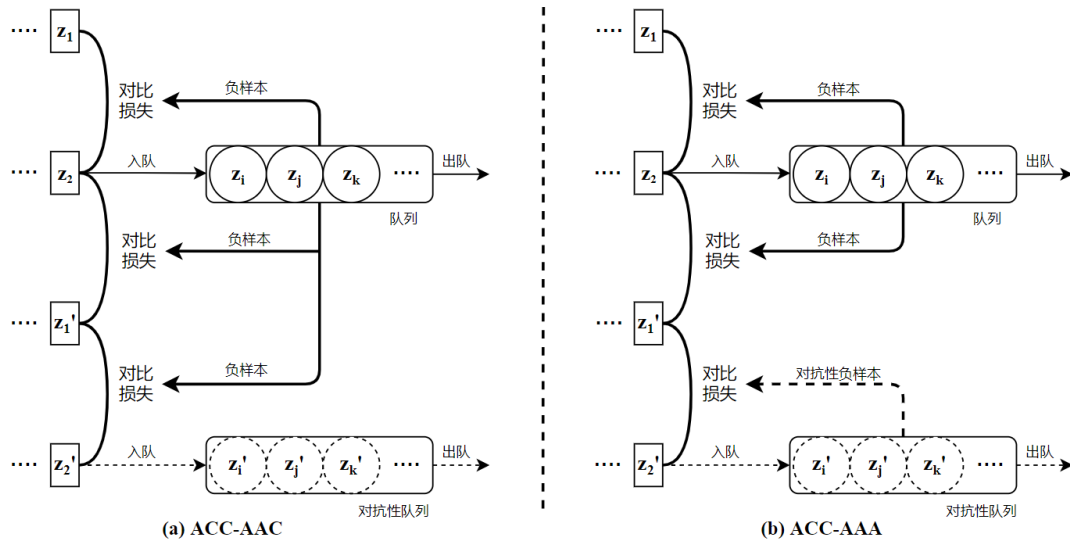 .... z1
对比
损失
负样本
.... z2
入队
zi zj zk ....
出队
队列
对比
损失
负样本
.... z1'
对比
损失
负样本
.... z2'
入队
zi' zj' zk' ....
出队
对抗性队列
(a) ACC-AAC
.... z1
对比
损失
负样本
.... z2
入队
zi zj zk ....
出队
队列
对比
损失
负样本
.... z1'
对比
损失
对抗性负样本
.... z2'
入队
zi' zj' zk' ....
出队
对抗性队列
(b) ACC-AAA